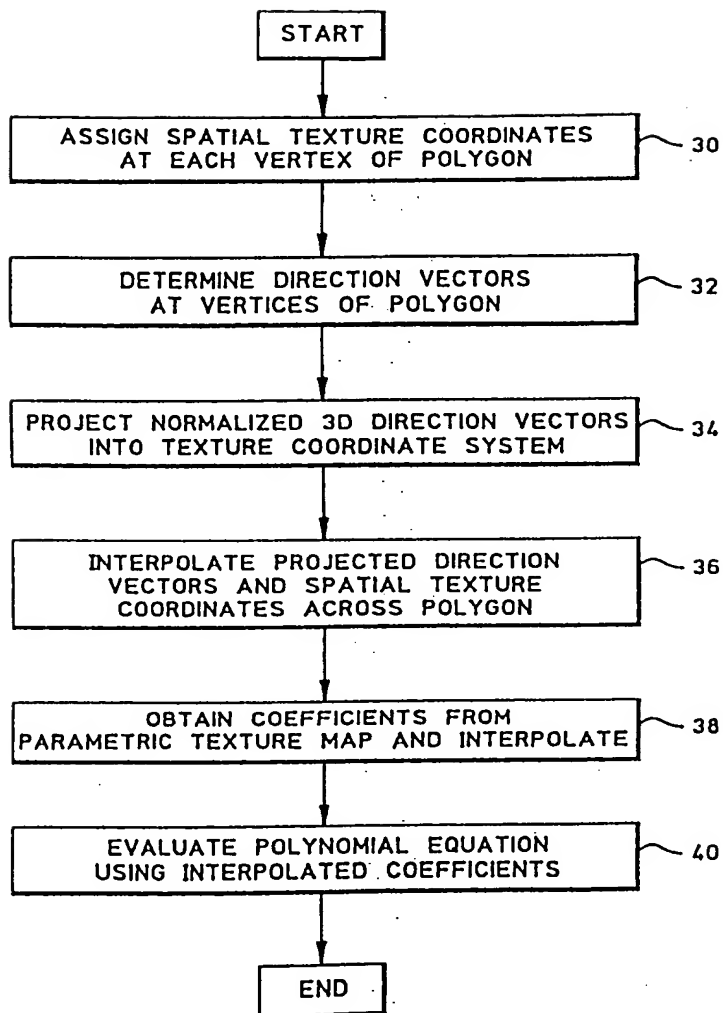 START
ASSIGN SPATIAL TEXTURE COORDINATES
AT EACH VERTEX OF POLYGON
30
DETERMINE DIRECTION VECTORS
AT VERTICES OF POLYGON
32
PROJECT NORMALIZED 3D DIRECTION VECTORS
INTO TEXTURE COORDINATE SYSTEM
34
INTERPOLATE PROJECTED DIRECTION
VECTORS AND SPATIAL TEXTURE
COORDINATES ACROSS POLYGON
36
OBTAIN COEFFICIENTS FROM
PARAMETRIC TEXTURE MAP AND INTERPOLATE
38
EVALUATE POLYNOMIAL EQUATION
USING INTERPOLATED COEFFICIENTS
40
END